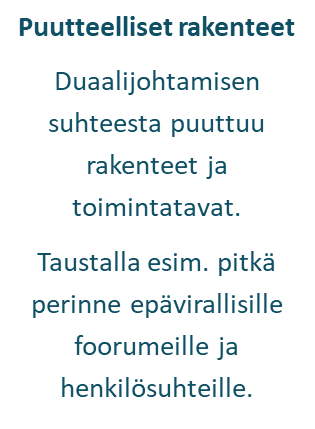 Puutteelliset rakenteet
Duaalijohtamisen
suhteesta puuttuu
rakenteet ja
toimintatavat.
Taustalla esim. pitkä
perinne epävirallisille
foorumeille ja
henkilösuhteille.